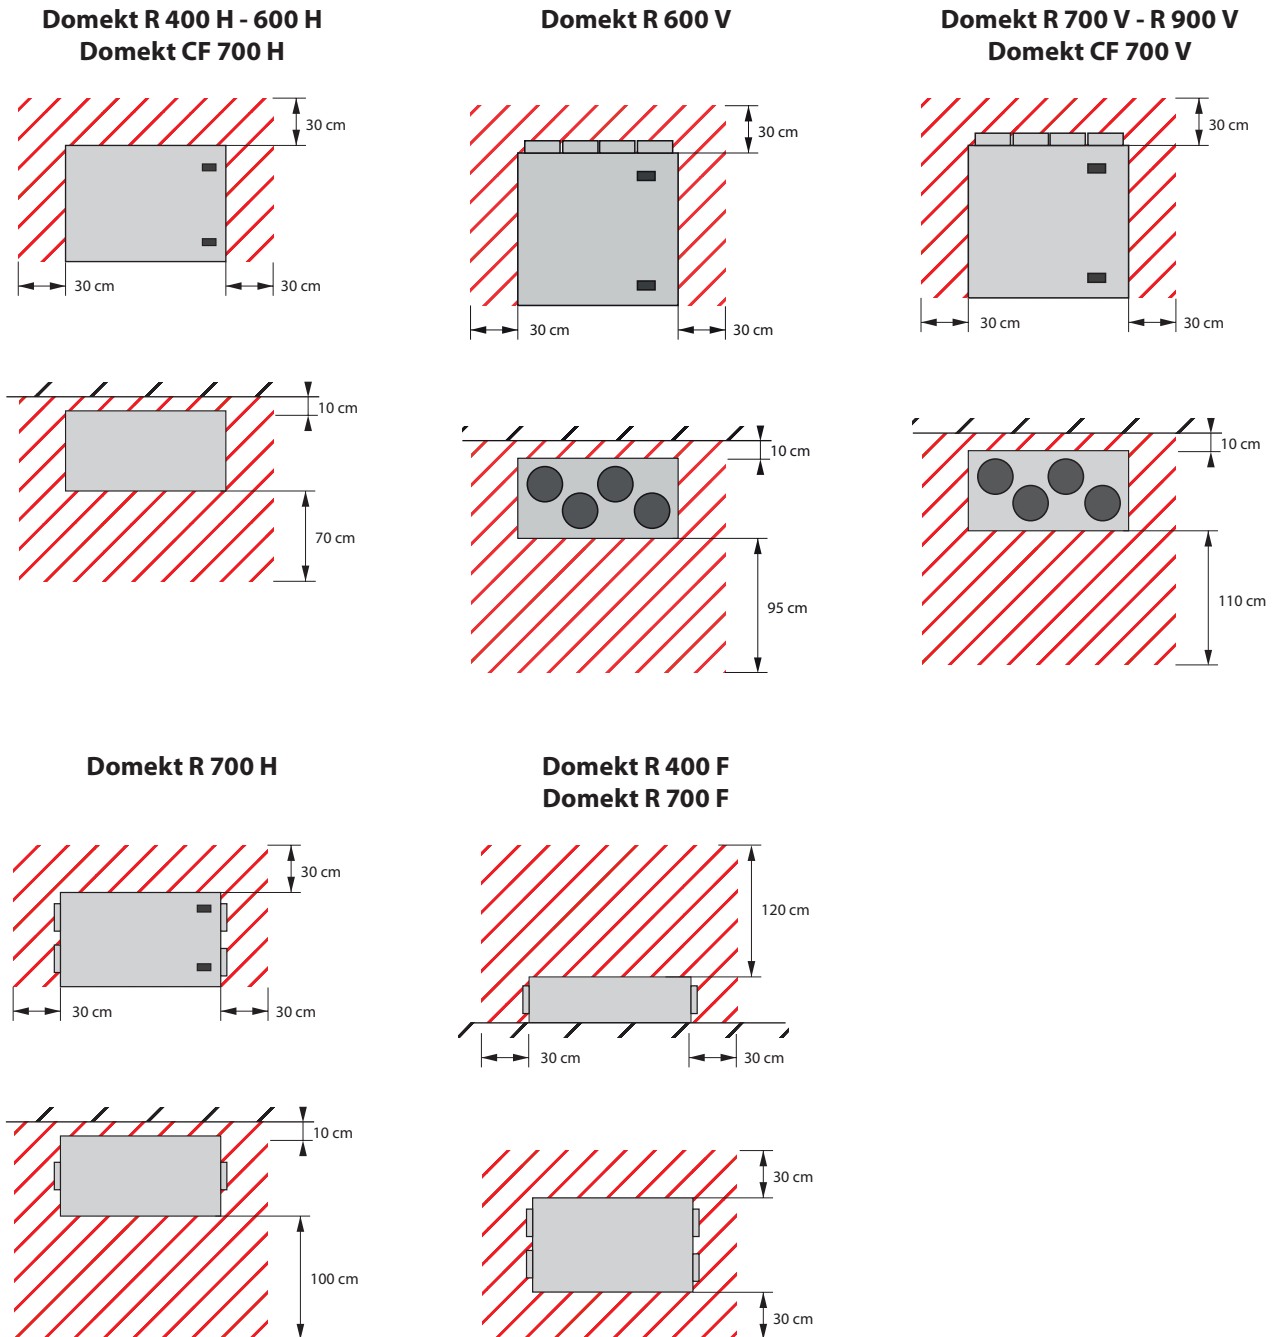 Domekt R 400 H - 600 H
Domekt CF 700 H
30 cm
30 cm
30 cm
10 cm
70 cm
Domekt R 600 V
30 cm
30 cm
30 cm
10 cm
95 cm
Domekt R 700 V - R 900 V
Domekt CF 700 V
30 cm
30 cm
30 cm
10 cm
110 cm
Domekt R 700 H
30 cm
30 cm
30 cm
10 cm
100 cm
Domekt R 400 F
Domekt R 700 F
120 cm
30 cm
30 cm
30 cm
30 cm